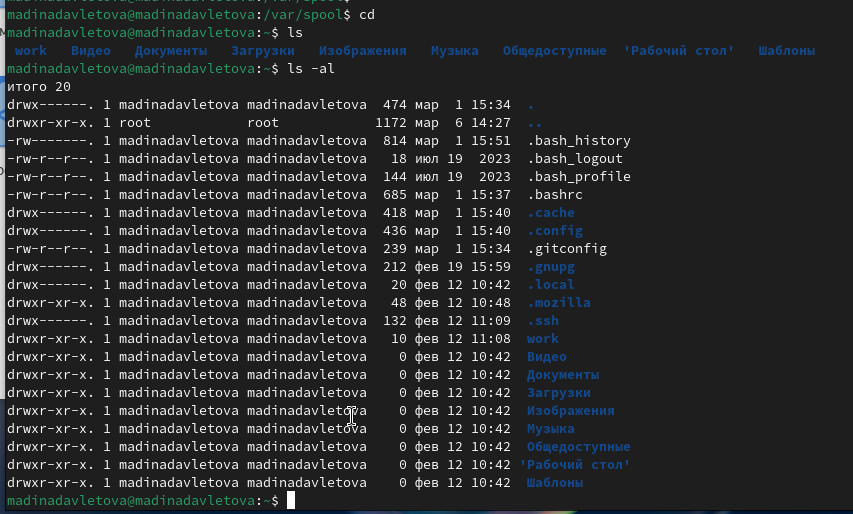 madinadavletova@madinadavletova:/var/spool$
madinadavletova@madinadavletova:/var/spool$ cd
madinadavletova@madinadavletova:~$ ls
work Видео Документы Загрузки Изображения Музыка Общедоступные 'Рабочий стол' Шаблоны
madinadavletova@madinadavletova:~$ ls -al
итого 20
drwx------. 1 madinadavletova madinadavletova 474 мар 1 15:34 .
drwxr-xr-x. 1 root root 1172 мар 6 14:27 ..
-rw-------. 1 madinadavletova madinadavletova 814 мар 1 15:51 .bash_history
-rw-r--r--. 1 madinadavletova madinadavletova 18 июл 19 2023 .bash_logout
-rw-r--r--. 1 madinadavletova madinadavletova 144 июл 19 2023 .bash_profile
-rw-r--r--. 1 madinadavletova madinadavletova 685 мар 1 15:37 .bashrc
drwx------. 1 madinadavletova madinadavletova 418 мар 1 15:40 .cache
drwx------. 1 madinadavletova madinadavletova 436 мар 1 15:40 .config
-rw-r--r--. 1 madinadavletova madinadavletova 239 мар 1 15:34 .gitconfig
drwx------. 1 madinadavletova madinadavletova 212 фев 19 15:59 .gnupg
drwx------. 1 madinadavletova madinadavletova 20 фев 12 10:42 .local
drwxr-xr-x. 1 madinadavletova madinadavletova 48 фев 12 10:48 .mozilla
drwx------. 1 madinadavletova madinadavletova 132 фев 12 11:09 .ssh
drwxr-xr-x. 1 madinadavletova madinadavletova 10 фев 12 11:08 work
drwxr-xr-x. 1 madinadavletova madinadavletova 0 фев 12 10:42 Видео
drwxr-xr-x. 1 madinadavletova madinadavletova 0 фев 12 10:42 Документы
drwxr-xr-x. 1 madinadavletova madinadavletova 0 фев 12 10:42 Загрузки
drwxr-xr-x. 1 madinadavletova madinadavletova 0 фев 12 10:42 Изображения
drwxr-xr-x. 1 madinadavletova madinadavletova 0 фев 12 10:42 Музыка
drwxr-xr-x. 1 madinadavletova madinadavletova 0 фев 12 10:42 Общедоступные
drwxr-xr-x. 1 madinadavletova madinadavletova 0 фев 12 10:42 'Рабочий стол'
drwxr-xr-x. 1 madinadavletova madinadavletova 0 фев 12 10:42 Шаблоны
madinadavletova@madinadavletova:~$